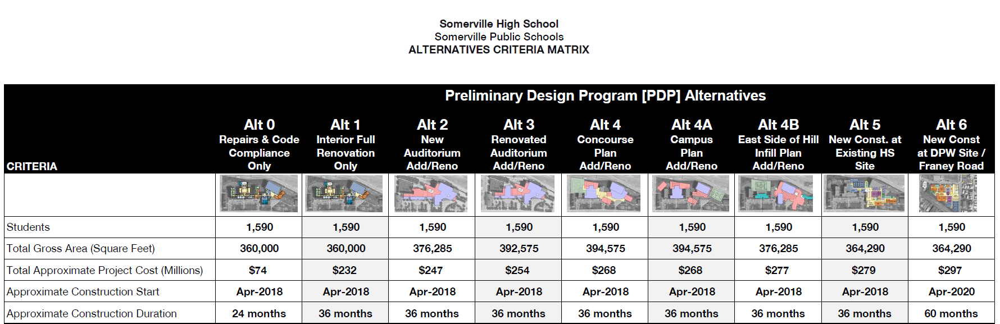 Somerville High School
Somerville Public Schools
ALTERNATIVES CRITERIA MATRIX
Preliminary Design Program [PDP] Alternatives
CRITERIA
Alt 0
Repairs & Code
Compliance
Only
Alt 1
Interior Full
Renovation
Only
Alt 2
New
Auditorium
Add/Reno
Alt 3
Renovated
Auditorium
Add/Reno
Alt 4
Concourse
Plan
Add/Reno
Alt 4A
Campus
Plan
Add/Reno
Alt 4B
East Side of Hill
Infill Plan
Add/Reno
Alt 5
New Const. at
Existing HS
Site
Alt 6
New Const
at DPW Site /
Franey Road
Students 1,590 1,590 1,590 1,590 1,590 1,590 1,590 1,590 1,590
Total Gross Area (Square Feet) 360,000 360,000 376,285 392,575 394,575 394,575 376,285 364,290 364,290
Total Approximate Project Cost (Millions) $74 $232 $247 $254 $268 $268 $277 $279 $297
Approximate Construction Start Apr-2018 Apr-2018 Apr-2018 Apr-2018 Apr-2018 Apr-2018 Apr-2018 Apr-2018 Apr-2020
Approximate Construction Duration 24 months 36 months 36 months 36 months 36 months 36 months 36 months 36 months 60 months